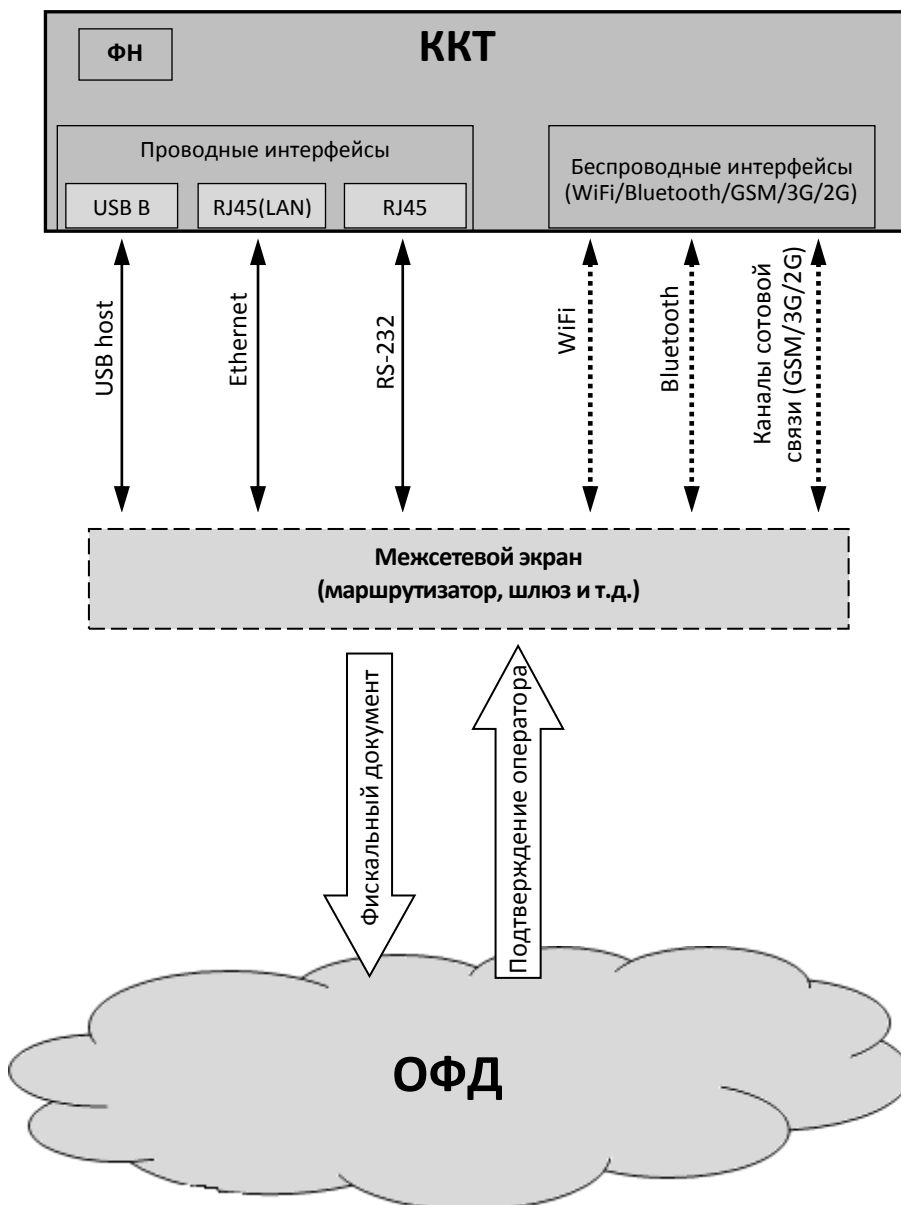 ФН
ККТ
Проводные интерфейсы
USB B
RJ45(LAN)
RJ45
Беспроводные интерфейсы
(WiFi/Bluetooth/GSM/3G/2G)
USB host
Ethernet
RS-232
WiFi
Bluetooth
Каналы сотовой
связи (GSM/3G/2G)
Межсетевой экран
(маршрутизатор, шлюз и т.д.)
Фискальный документ
Подтверждение оператора
ОФД